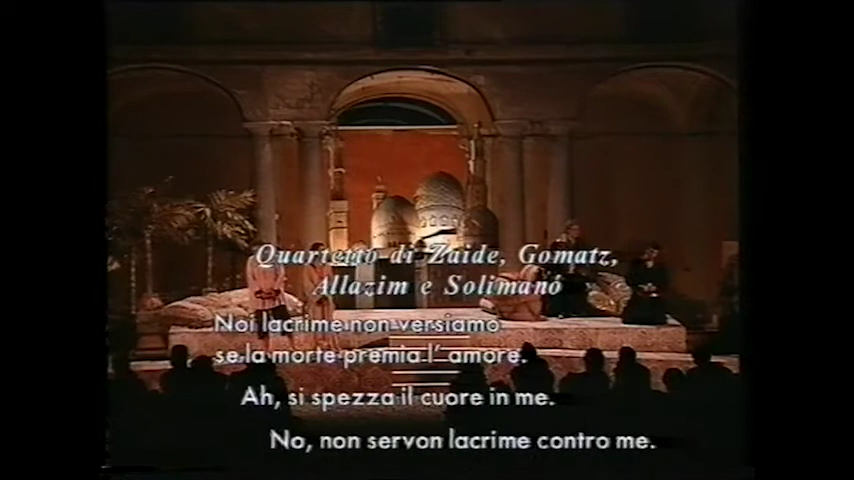 Quartetto di Zaide, Gomatz,
Allazim e Solimano
Noi lacrime non versiamo
se la morte premia l' amore.
Ah, si spezza il cuore in me.
No, non servon lacrime contro me.